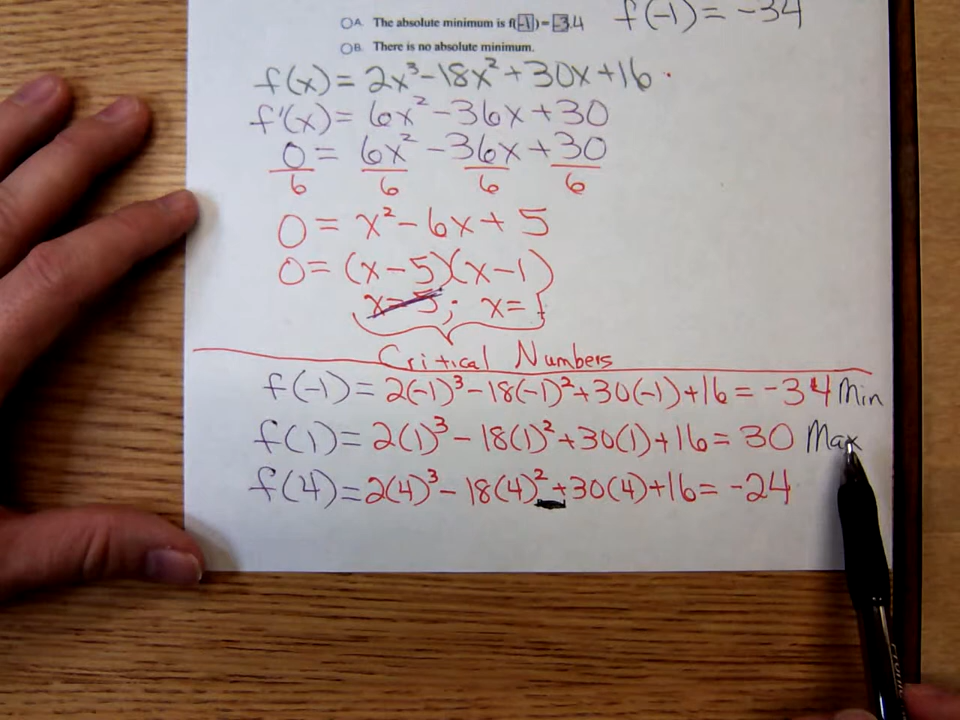 f(-1) = -34
OA. The absolute minimum is f(-1) = -34
OB. There is no absolute minimum.
f(x) = 2x³ - 18x² + 30x + 16
f'(x) = 6x² - 36x + 30
0 = 6x² - 36x + 30
6 6 6 6
0 = x² - 6x + 5
0 = (x - 5)(x - 1)
x = 5; x = 1
Critical Numbers
f(-1) = 2(-1)³ - 18(-1)² + 30(-1) + 16 = -34 Min
f(1) = 2(1)³ - 18(1)² + 30(1) + 16 = 30 Max
f(4) = 2(4)³ - 18(4)² + 30(4) + 16 = -24